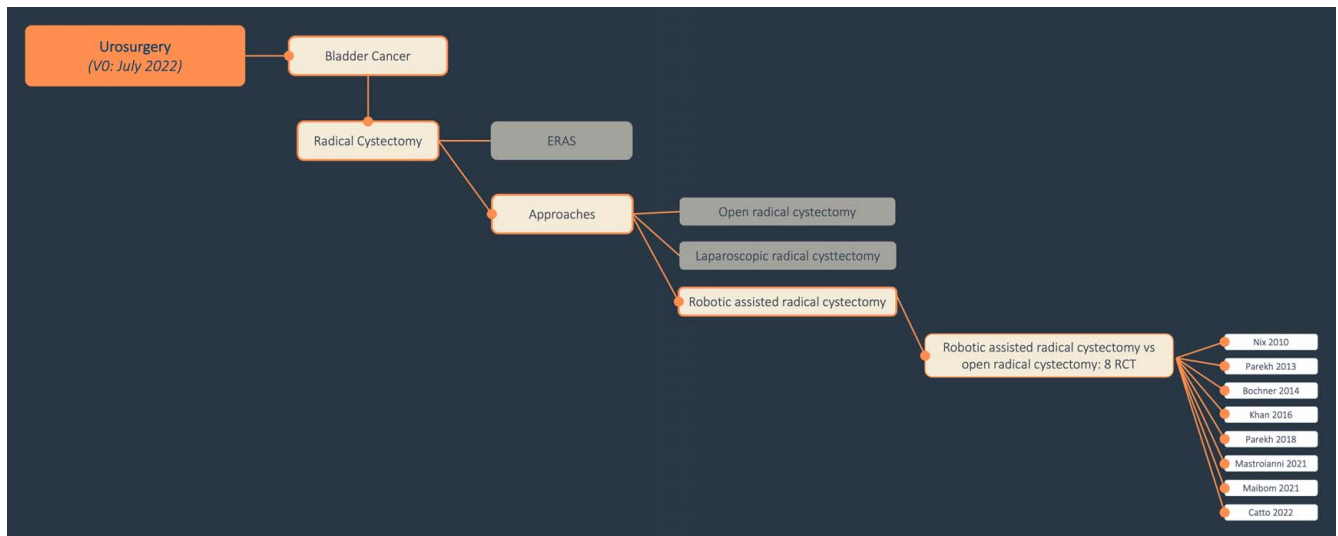 Urosurgery
(V0: July 2022)
Bladder Cancer
Radical Cystectomy
ERAS
Approaches
Open radical cystectomy
Laparoscopic radical cysttectomy
Robotic assisted radical cystectomy
Robotic assisted radical cystectomy vs
open radical cystectomy: 8 RCT
Nix 2010
Parekh 2013
Bochner 2014
Khan 2016
Parekh 2018
Mastroianni 2021
Maibom 2021
Catto 2022